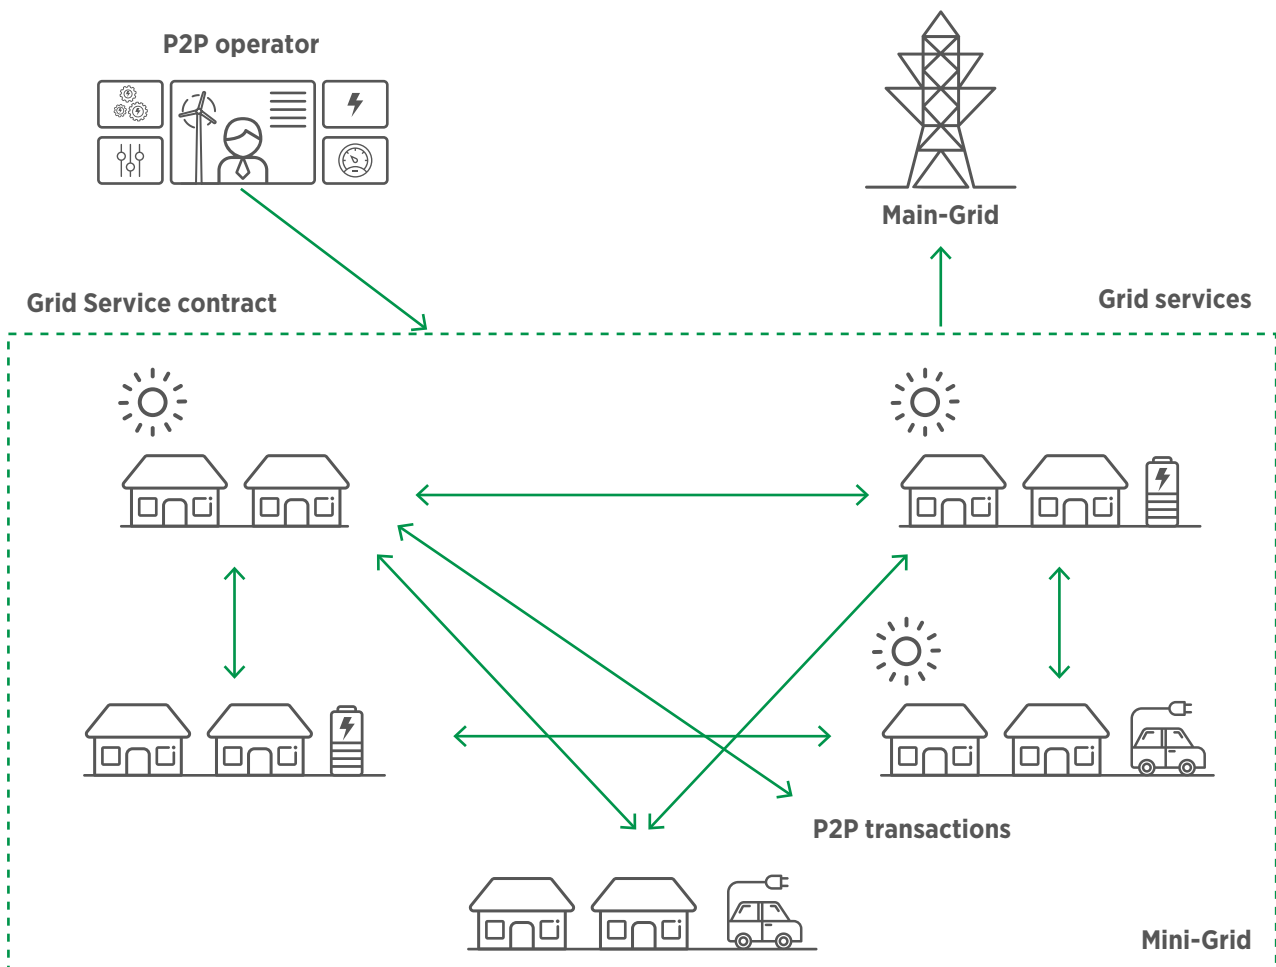 P2P operator
Main-Grid
Grid Service contract
Grid services
P2P transactions
Mini-Grid